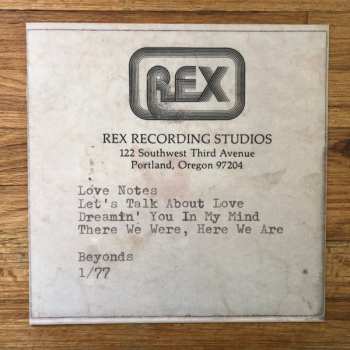 REX
REX RECORDING STUDIOS
122 Southwest Third Avenue
Portland, Oregon 97204
Love Notes
Let's Talk About Love
Dreamin' You In My Mind
There We Were, Here We Are
Beyonds
1/77